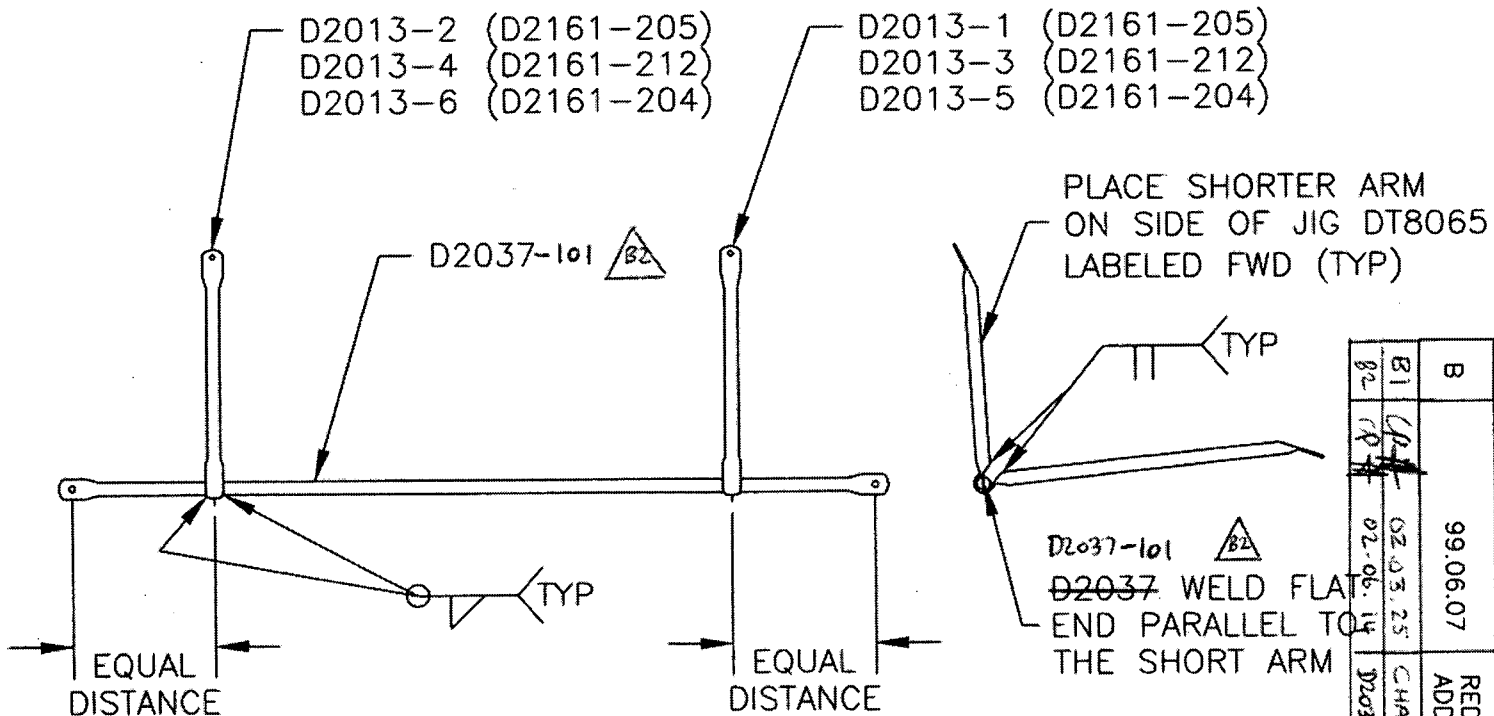 D2013-2 (D2161-205)
D2013-4 (D2161-212)
D2013-6 (D2161-204)
D2013-1 (D2161-205)
D2013-3 (D2161-212)
D2013-5 (D2161-204)
D2037-101 B2
PLACE SHORTER ARM
ON SIDE OF JIG DT8065
LABELED FWD (TYP)
TYP
TYP
D2037-101 B2
D2037 WELD FLAT
END PARALLEL TO
THE SHORT ARM
EQUAL
DISTANCE
EQUAL
DISTANCE
B 99.06.07
B1 02.03.25
B2 02.06.14